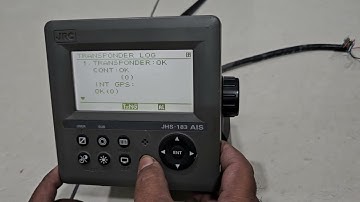 JRC
TRANSPONDER LOG
1. TRANSPONDER:OK
CONT:OK
(0)
INT GPS:
OK(0)
JHS-183 AIS
ENT